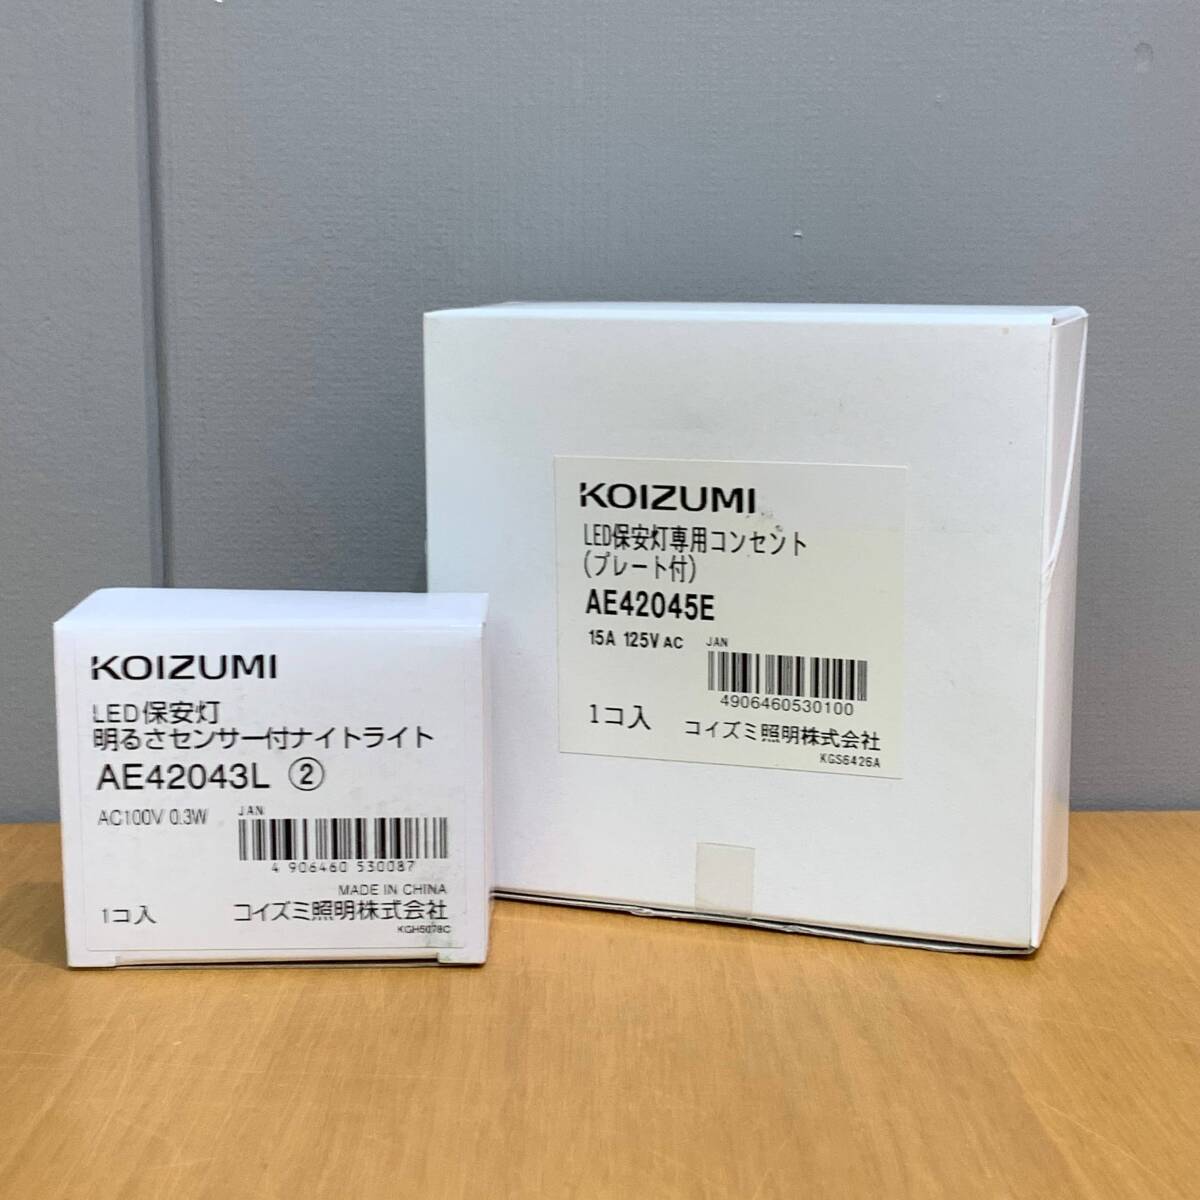 KOIZUMI
LED保安灯
明るさセンサー付ナイトライト
AE42043L ②
AC100V 0.3W
JAN
4 906460 530087
MADE IN CHINA
1コ入
コイズミ照明株式会社
KGH5078C
KOIZUMI
LED保安灯専用コンセント
(プレート付)
AE42045E
15A 125V AC
JAN
4906460530100
1コ入
コイズミ照明株式会社
KGS6426A